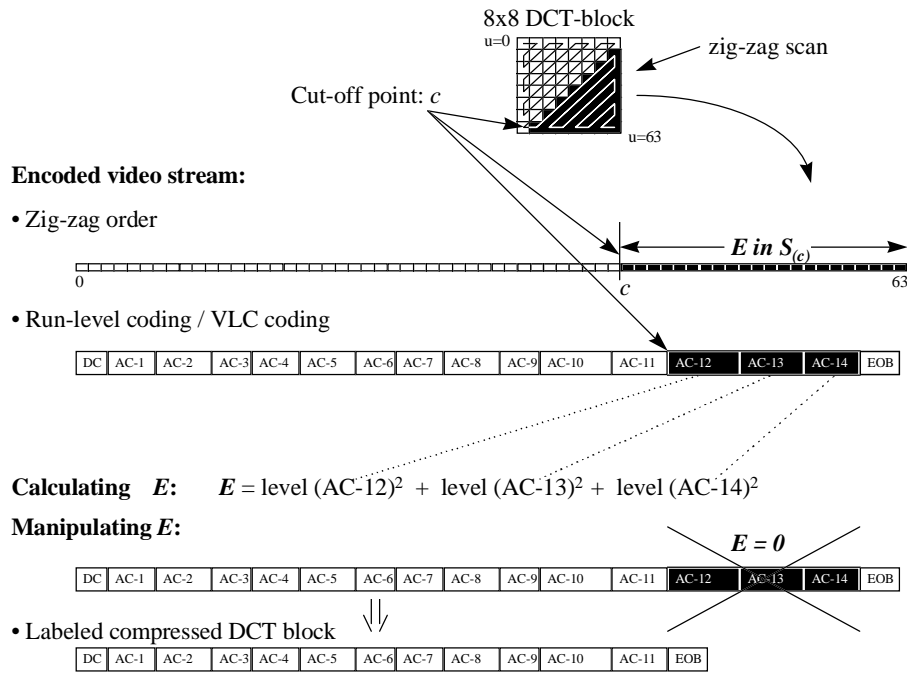 8x8 DCT-block
u=0
zig-zag scan
Cut-off point: c
u=63
Encoded video stream:
• Zig-zag order
E in S(c)
0
c
63
• Run-level coding / VLC coding
DC AC-1 AC-2 AC-3 AC-4 AC-5 AC-6 AC-7 AC-8 AC-9 AC-10 AC-11 AC-12 AC-13 AC-14 EOB
Calculating E: E = level (AC-12)² + level (AC-13)² + level (AC-14)²
Manipulating E:
E = 0
DC AC-1 AC-2 AC-3 AC-4 AC-5 AC-6 AC-7 AC-8 AC-9 AC-10 AC-11 AC-12 AC-13 AC-14 EOB
• Labeled compressed DCT block
DC AC-1 AC-2 AC-3 AC-4 AC-5 AC-6 AC-7 AC-8 AC-9 AC-10 AC-11 EOB